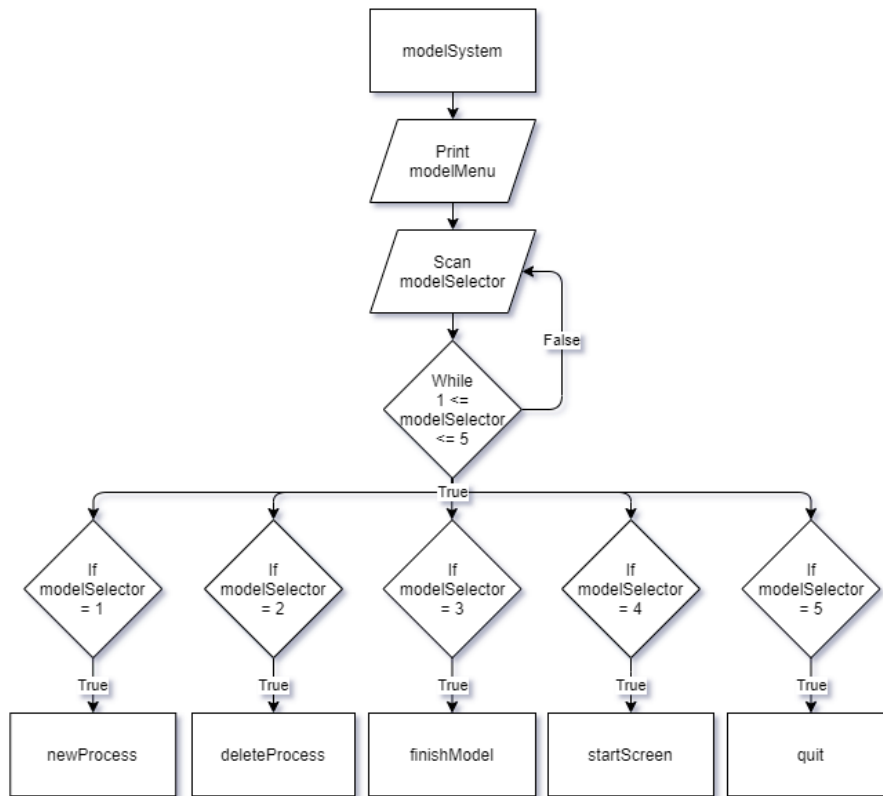 modelSystem
Print
modelMenu
Scan
modelSelector
False
While
1 <=
modelSelector
<= 5
True
If
modelSelector
= 1
If
modelSelector
= 2
If
modelSelector
= 3
If
modelSelector
= 4
If
modelSelector
= 5
True
True
True
True
True
newProcess
deleteProcess
finishModel
startScreen
quit